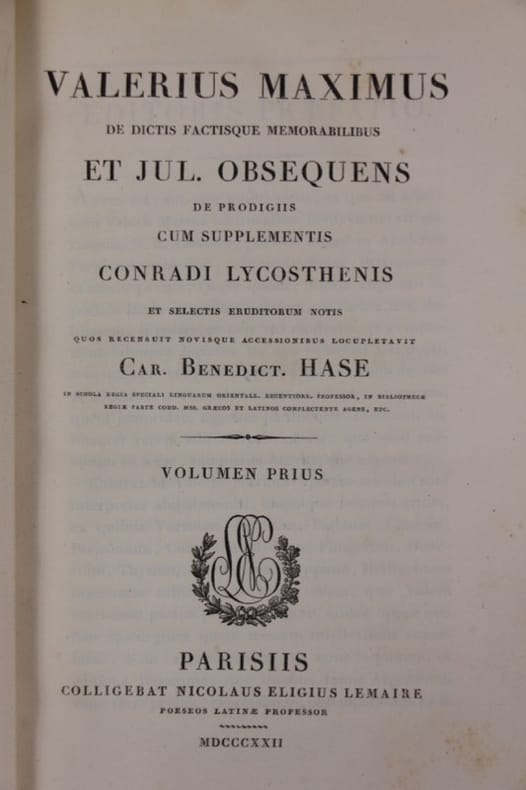 VALERIUS MAXIMUS
DE DICTIS FACTISQUE MEMORABILIBUS
ET JUL. OBSEQUENS
DE PRODIGIIS
CUM SUPPLEMENTIS
CONRADI LYCOSTHENIS
ET SELECTIS ERUDITORUM NOTIS
QUOS RECENSUIT NOVISQUE ACCESSIONIBUS LOCUPLETAVIT
CAR. BENEDICT. HASE
IN SCHOLA REGIA SPECIALI LINGUARUM ORIENTALL. RECENTIORR. PROFESSOR, IN BIBLIOTHECÆ
REGIÆ PARTE CODD. MSS. GRÆCOS ET LATINOS COMPLECTENTE AGENS, ETC.
VOLUMEN PRIUS
PARISIIS
COLLIGEBAT NICOLAUS ELIGIUS LEMAIRE
POESEOS LATINÆ PROFESSOR
MDCCCXXII